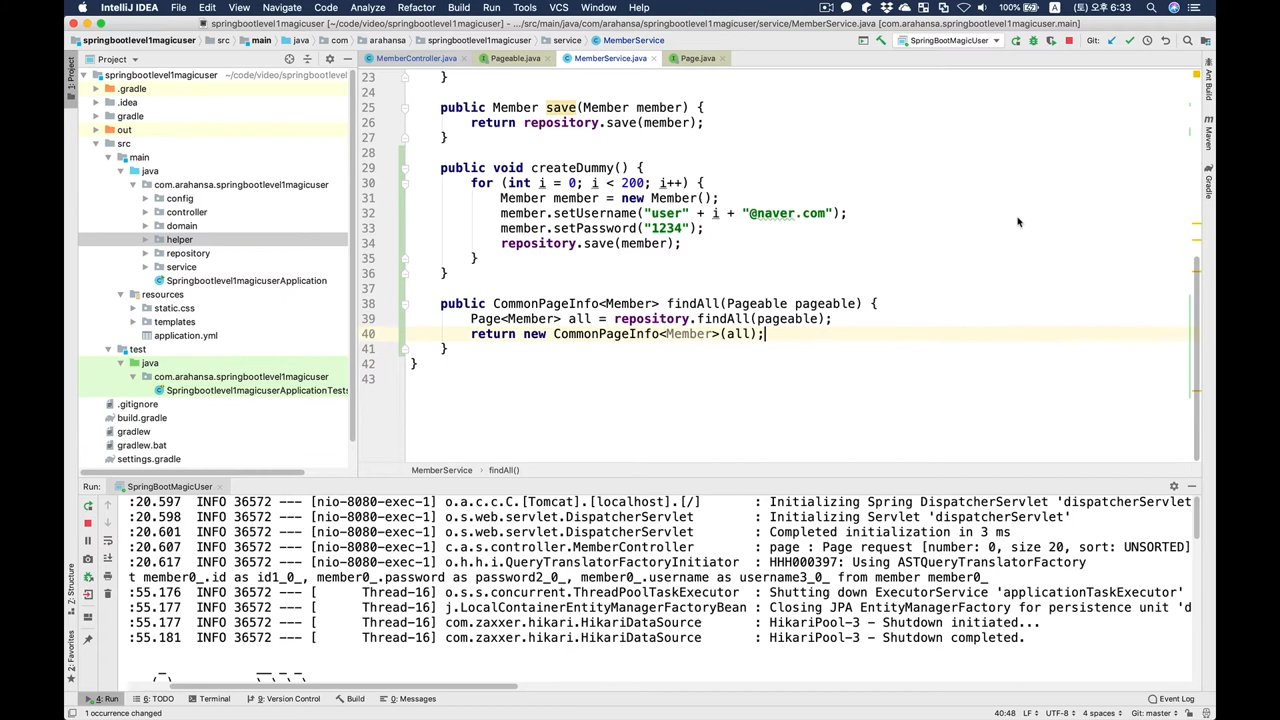 IntelliJ IDEA File Edit View Navigate Code Analyze Refactor Build Run Tools VCS Window Help 100% A 오후 6:33
springbootlevel1magicuser [~/code/video/springbootlevel1magicuser] - .../src/main/java/com/arahansa/springbootlevel1magicuser/service/MemberService.java [com.arahansa.springbootlevel1magicuser.main]
springbootlevel1magicuser src main java com arahansa springbootlevel1magicuser service MemberService SpringBootMagicUser Git:
Project MemberController.java Pageable.java MemberService.java Page.java
1: Project
springbootlevel1magicuser ~/code/video/springbootlevel
.gradle
.idea
gradle
out
src
main
java
com.arahansa.springbootlevel1magicuser
config
controller
domain
helper
repository
service
SpringbootlevelmagicuserApplication
resources
static.css
templates
application.yml
test
java
com.arahansa.springbootlevel1magicuser
Springbootlevel1magicuserApplicationTests
.gitignore
build.gradle
gradlew
gradlew.bat
settings.gradle
23 }
24
25 public Member save(Member member) {
26 return repository.save(member);
27 }
28
29 public void createDummy() {
30 for (int i = 0; i < 200; i++) {
31 Member member = new Member();
32 member.setUsername("user" + i + "@naver.com");
33 member.setPassword("1234");
34 repository.save(member);
35 }
36 }
37
38 public CommonPageInfo<Member> findAll(Pageable pageable) {
39 Page<Member> all = repository.findAll(pageable);
40 return new CommonPageInfo<Member>(all);
41 }
42 }
43
MemberService findAll()
Ant Build
Maven
Gradle
Run: SpringBootMagicUser
:20.597 INFO 36572 --- [nio-8080-exec-1] o.a.c.c.C.[Tomcat].[localhost].[/] : Initializing Spring DispatcherServlet 'dispatcherServlet
:20.598 INFO 36572 --- [nio-8080-exec-1] o.s.web.servlet.DispatcherServlet : Initializing Servlet 'dispatcherServlet'
:20.601 INFO 36572 --- [nio-8080-exec-1] o.s.web.servlet.DispatcherServlet : Completed initialization in 3 ms
:20.607 INFO 36572 --- [nio-8080-exec-1] c.a.s.controller.MemberController : page : Page request [number: 0, size 20, sort: UNSORTED]
:20.617 INFO 36572 --- [nio-8080-exec-1] o.h.h.i.QueryTranslatorFactoryInitiator : HHH000397: Using ASTQueryTranslatorFactory
t member0_.id as id1_0_, member0_.password as password2_0_, member0_.username as username3_0_ from member member0_
:55.176 INFO 36572 --- [ Thread-16] o.s.s.concurrent.ThreadPoolTaskExecutor : Shutting down ExecutorService 'applicationTaskExecutor'
:55.177 INFO 36572 --- [ Thread-16] j.LocalContainerEntityManagerFactoryBean : Closing JPA EntityManagerFactory for persistence unit 'd
:55.177 INFO 36572 --- [ Thread-16] com.zaxxer.hikari.HikariDataSource : HikariPool-3 - Shutdown initiated...
:55.181 INFO 36572 --- [ Thread-16] com.zaxxer.hikari.HikariDataSource : HikariPool-3 - Shutdown completed.
7: Structure
2: Favorites
4: Run 6: TODO Terminal 9: Version Control Build 0: Messages Event Log
1 occurrence changed 40:48 LF UTF-8 4 spaces Git: master